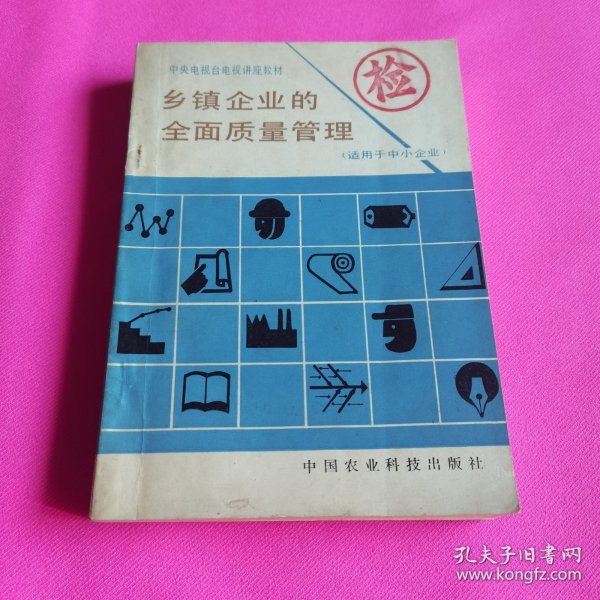 中央电视台电视讲座教材
检
乡镇企业的
全面质量管理
(适用于中小企业)
中国农业科技出版社
孔夫子旧书网
www.kongfz.com